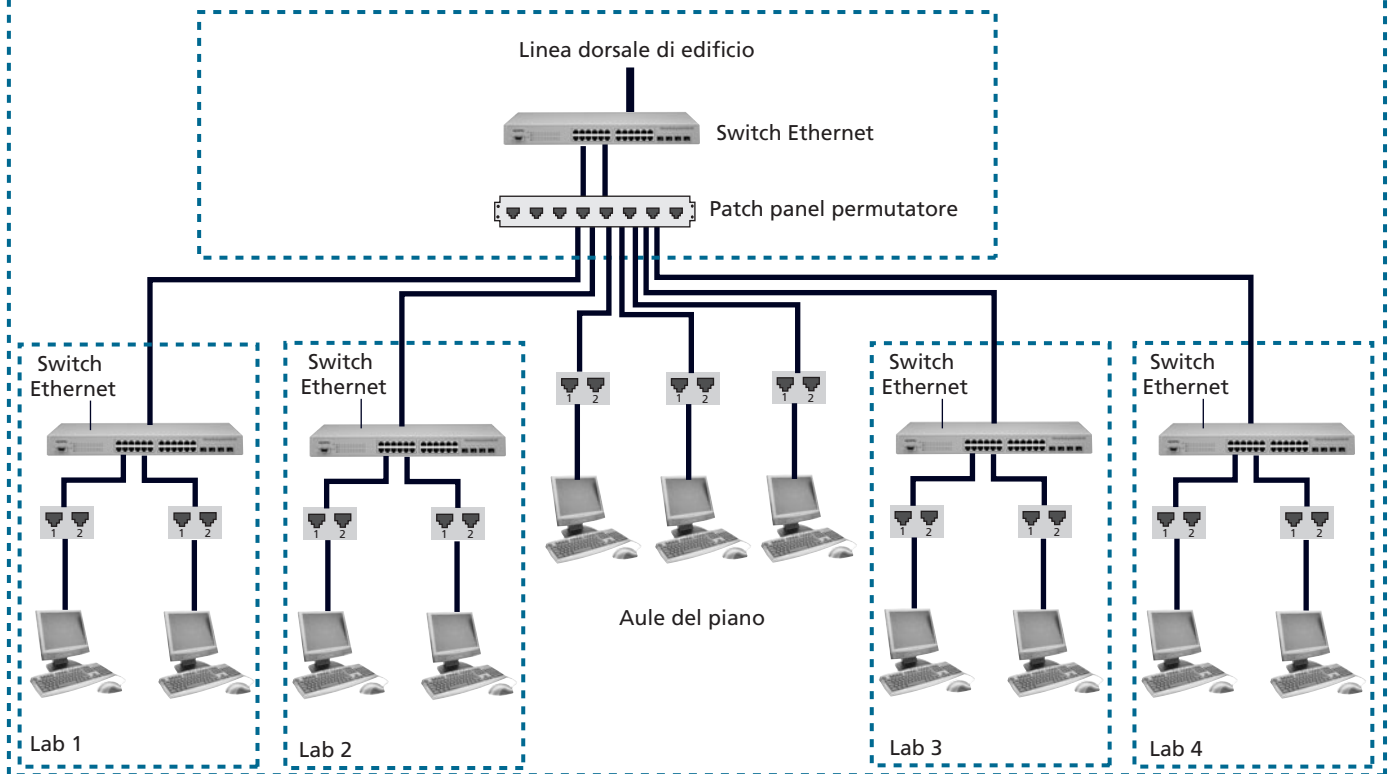 Linea dorsale di edificio
Switch Ethernet
Patch panel permutatore
Switch
Ethernet
Switch
Ethernet
Switch
Ethernet
Switch
Ethernet
1 2
1 2
1 2
1 2
1 2
1 2
1 2
1 2
1 2
1 2
1 2
Aule del piano
Lab 1
Lab 2
Lab 3
Lab 4